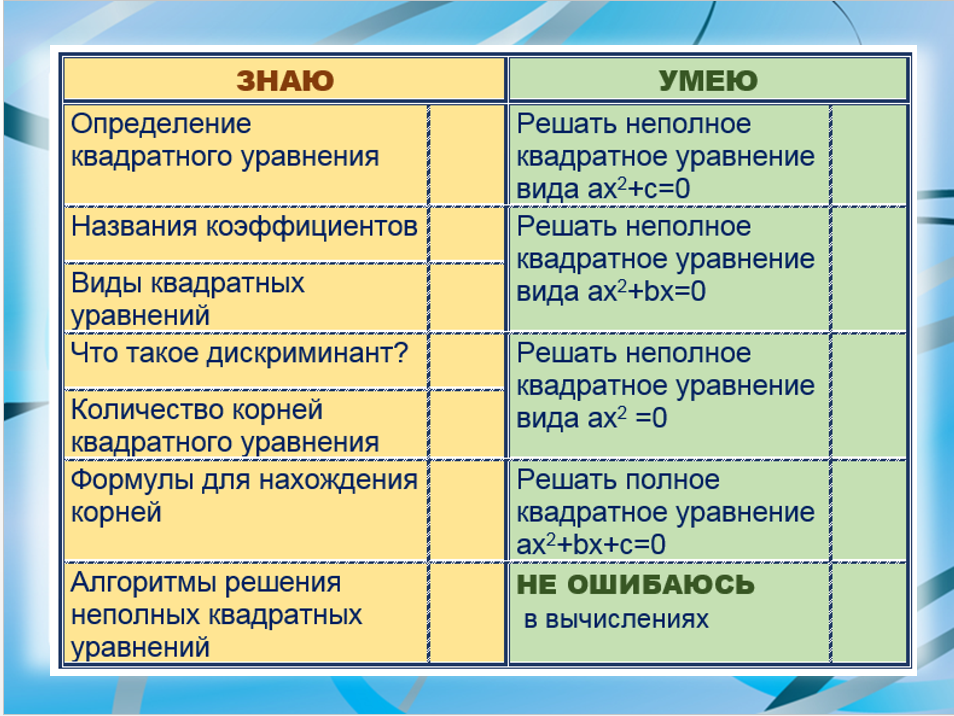 ЗНАЮ
УМЕЮ
Определение
квадратного уравнения
Решать неполное
квадратное уравнение
вида ax²+c=0
Названия коэффициентов
Решать неполное
квадратное уравнение
вида ax²+bx=0
Виды квадратных
уравнений
Что такое дискриминант?
Решать неполное
квадратное уравнение
вида ax² =0
Количество корней
квадратного уравнения
Формулы для нахождения
корней
Решать полное
квадратное уравнение
ax²+bx+c=0
Алгоритмы решения
неполных квадратных
уравнений
НЕ ОШИБАЮСЬ
в вычислениях